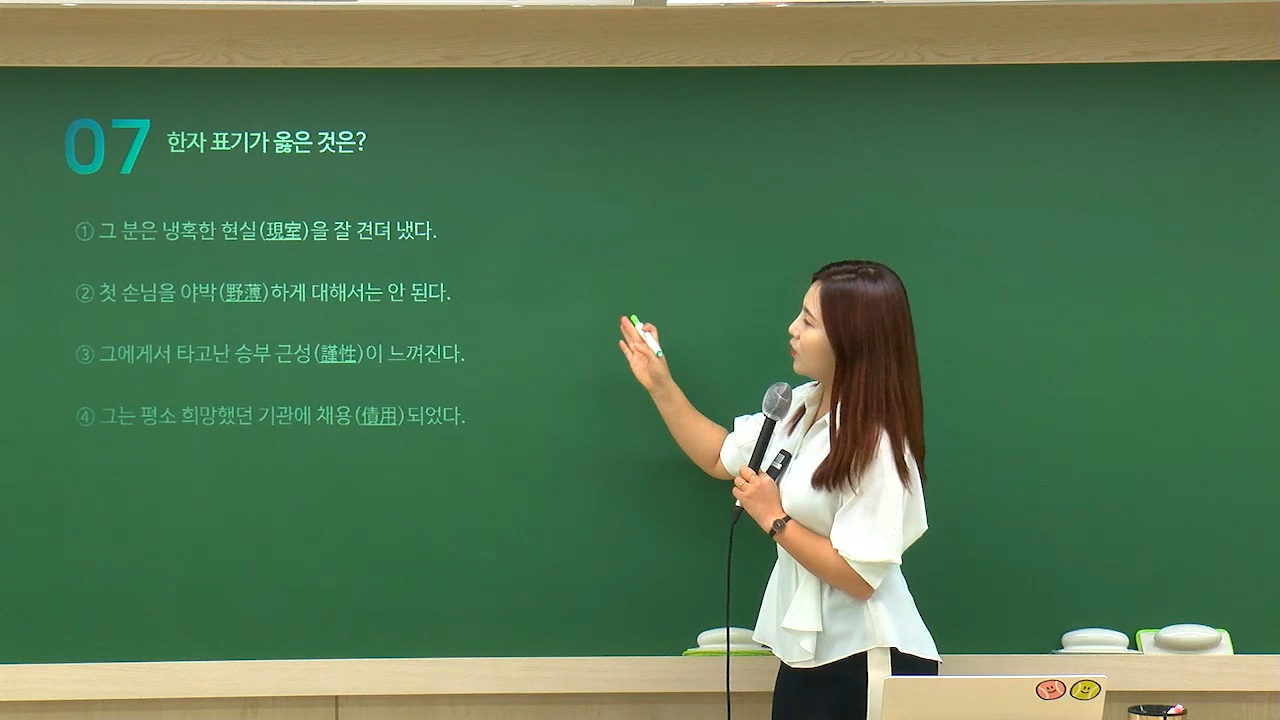 07 한자 표기가 옳은 것은?
① 그 분은 냉혹한 현실(現室)을 잘 견뎌 냈다.
② 첫 손님을 야박(野薄)하게 대해서는 안 된다.
③ 그에게서 타고난 승부 근성(謹性)이 느껴진다.
④ 그는 평소 희망했던 기관에 채용(債用)되었다.